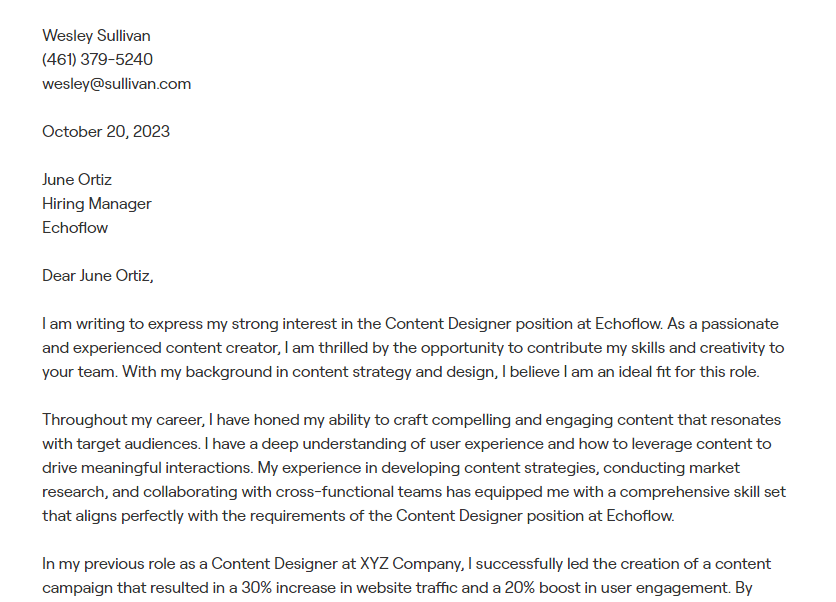 Wesley Sullivan
(461) 379-5240
wesley@sullivan.com
October 20, 2023
June Ortiz
Hiring Manager
Echoflow
Dear June Ortiz,
I am writing to express my strong interest in the Content Designer position at Echoflow. As a passionate
and experienced content creator, I am thrilled by the opportunity to contribute my skills and creativity to
your team. With my background in content strategy and design, I believe I am an ideal fit for this role.
Throughout my career, I have honed my ability to craft compelling and engaging content that resonates
with target audiences. I have a deep understanding of user experience and how to leverage content to
drive meaningful interactions. My experience in developing content strategies, conducting market
research, and collaborating with cross-functional teams has equipped me with a comprehensive skill set
that aligns perfectly with the requirements of the Content Designer position at Echoflow.
In my previous role as a Content Designer at XYZ Company, I successfully led the creation of a content
campaign that resulted in a 30% increase in website traffic and a 20% boost in user engagement. By